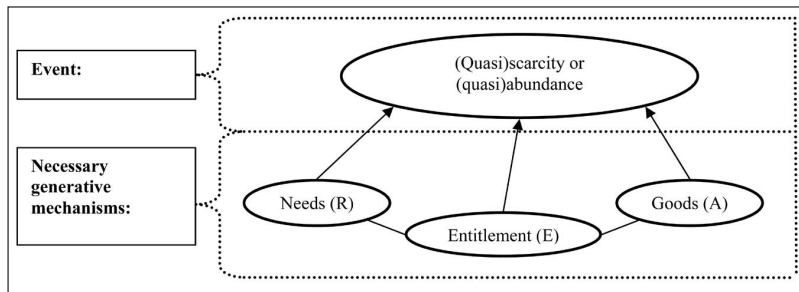 Event:
(Quasi)scarcity or
(quasi)abundance
Necessary
generative
mechanisms:
Needs (R)
Entitlement (E)
Goods (A)